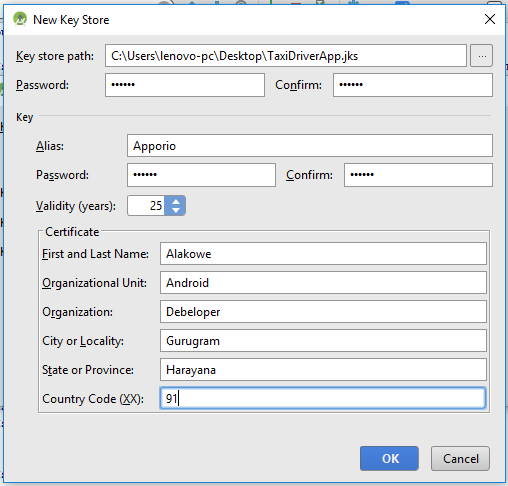 New Key Store
Key store path: C:\Users\lenovo-pc\Desktop\TaxiDriverApp.jks ...
Password: •••••• Confirm: ••••••
Key
Alias: Apporio
Password: •••••• Confirm: ••••••
Validity (years): 25
Certificate
First and Last Name: Alakowe
Organizational Unit: Android
Organization: Debeloper
City or Locality: Gurugram
State or Province: Harayana
Country Code (XX): 91
OK Cancel